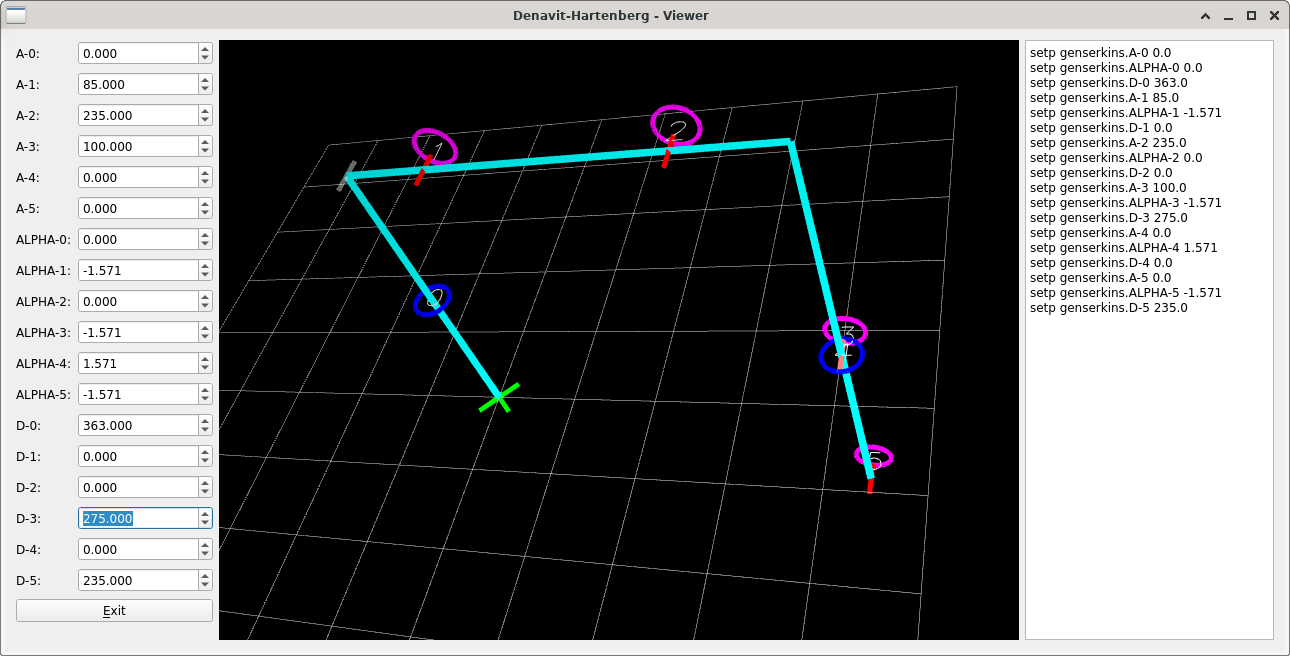 Denavit-Hartenberg - Viewer
A-0: 0.000
A-1: 85.000
A-2: 235.000
A-3: 100.000
A-4: 0.000
A-5: 0.000
ALPHA-0: 0.000
ALPHA-1: -1.571
ALPHA-2: 0.000
ALPHA-3: -1.571
ALPHA-4: 1.571
ALPHA-5: -1.571
D-0: 363.000
D-1: 0.000
D-2: 0.000
D-3: 275.000
D-4: 0.000
D-5: 235.000
Exit
1
2
0
3
4
5
setp genserkins.A-0 0.0
setp genserkins.ALPHA-0 0.0
setp genserkins.D-0 363.0
setp genserkins.A-1 85.0
setp genserkins.ALPHA-1 -1.571
setp genserkins.D-1 0.0
setp genserkins.A-2 235.0
setp genserkins.ALPHA-2 0.0
setp genserkins.D-2 0.0
setp genserkins.A-3 100.0
setp genserkins.ALPHA-3 -1.571
setp genserkins.D-3 275.0
setp genserkins.A-4 0.0
setp genserkins.ALPHA-4 1.571
setp genserkins.D-4 0.0
setp genserkins.A-5 0.0
setp genserkins.ALPHA-5 -1.571
setp genserkins.D-5 235.0